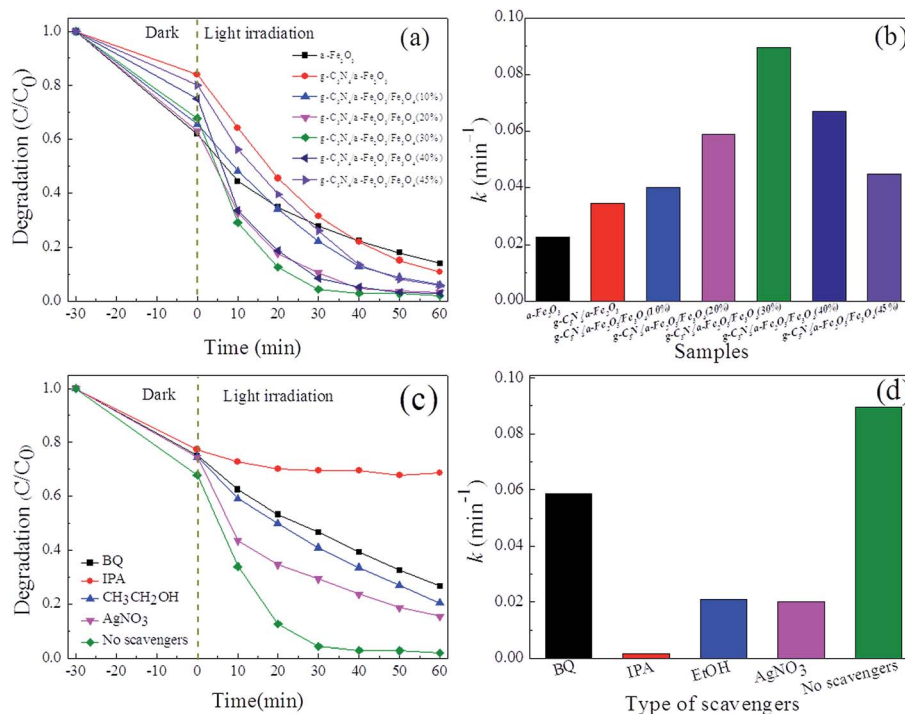 (a)
Dark
Light irradiation
a-Fe₂O₃
g-C₃N₄/a-Fe₂O₃
g-C₃N₄/a-Fe₂O₃/Fe₃O₄(10%)
g-C₃N₄/a-Fe₂O₃/Fe₃O₄(20%)
g-C₃N₄/a-Fe₂O₃/Fe₃O₄(30%)
g-C₃N₄/a-Fe₂O₃/Fe₃O₄(40%)
g-C₃N₄/a-Fe₂O₃/Fe₃O₄(45%)
Degradation (C/C₀)
1.0
0.8
0.6
0.4
0.2
0.0
-30 -20 -10 0 10 20 30 40 50 60
Time (min)
(b)
k (min⁻¹)
0.10
0.08
0.06
0.04
0.02
0.00
a-Fe₂O₃
g-C₃N₄/a-Fe₂O₃
g-C₃N₄/a-Fe₂O₃/Fe₃O₄(10%)
g-C₃N₄/a-Fe₂O₃/Fe₃O₄(20%)
g-C₃N₄/a-Fe₂O₃/Fe₃O₄(30%)
g-C₃N₄/a-Fe₂O₃/Fe₃O₄(40%)
g-C₃N₄/a-Fe₂O₃/Fe₃O₄(45%)
Samples
(c)
Dark
Light irradiation
BQ
IPA
CH3CH2OH
AgNO₃
No scavengers
Degradation (C/C₀)
1.0
0.8
0.6
0.4
0.2
0.0
-30 -20 -10 0 10 20 30 40 50 60
Time(min)
(d)
k (min⁻¹)
0.10
0.08
0.06
0.04
0.02
0.00
BQ
IPA
EtOH
AgNO₃
No scavengers
Type of scavengers